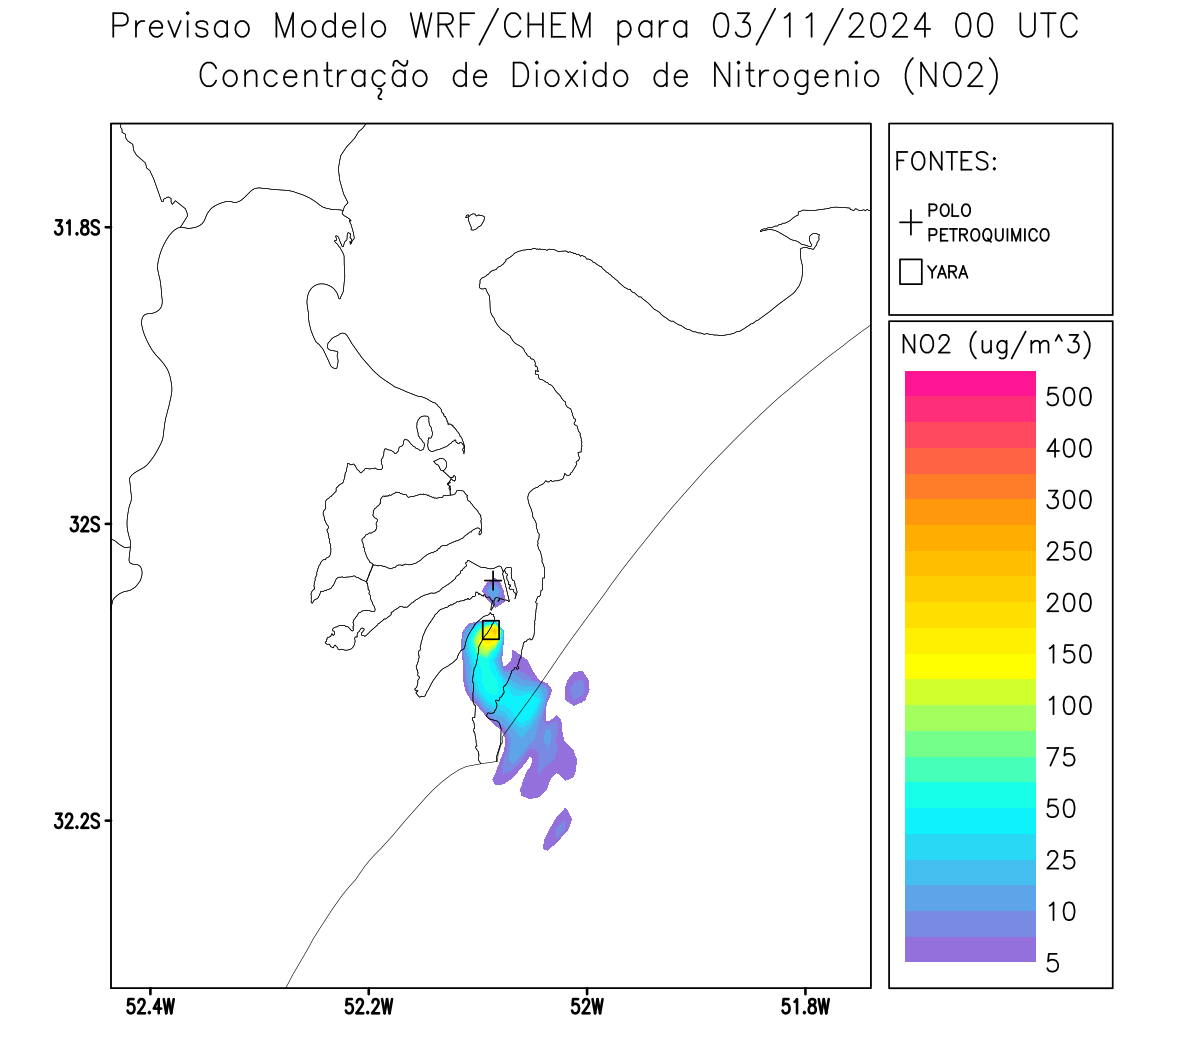 Previsao Modelo WRF/CHEM para 03/11/2024 00 UTC
Concentração de Dioxido de Nitrogenio (NO2)
FONTES:
POLO
PETROQUIMICO
YARA
NO2 (ug/m^3)
500
400
300
250
200
150
100
75
50
25
10
5
31.8S
32S
32.2S
52.4W
52.2W
52W
51.8W